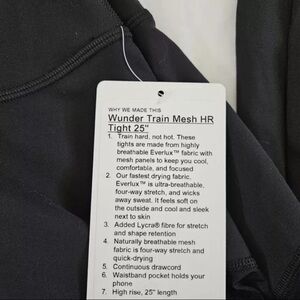 WHY WE MADE THIS
Wunder Train Mesh HR
Tight 25"
1. Train hard, not hot. These
tights are made from highly
breathable Everlux™ fabric with
mesh panels to keep you cool,
comfortable, and focused
2. Our fastest drying fabric,
Everlux™ is ultra-breathable,
four-way stretch, and wicks
away sweat. It feels soft on
the outside and cool and sleek
next to skin
3. Added Lycra® fibre for stretch
and shape retention
4. Naturally breathable mesh
fabric is four-way stretch and
quick-drying
5. Continuous drawcord
6. Waistband pocket holds your
phone
7. High rise, 25" length